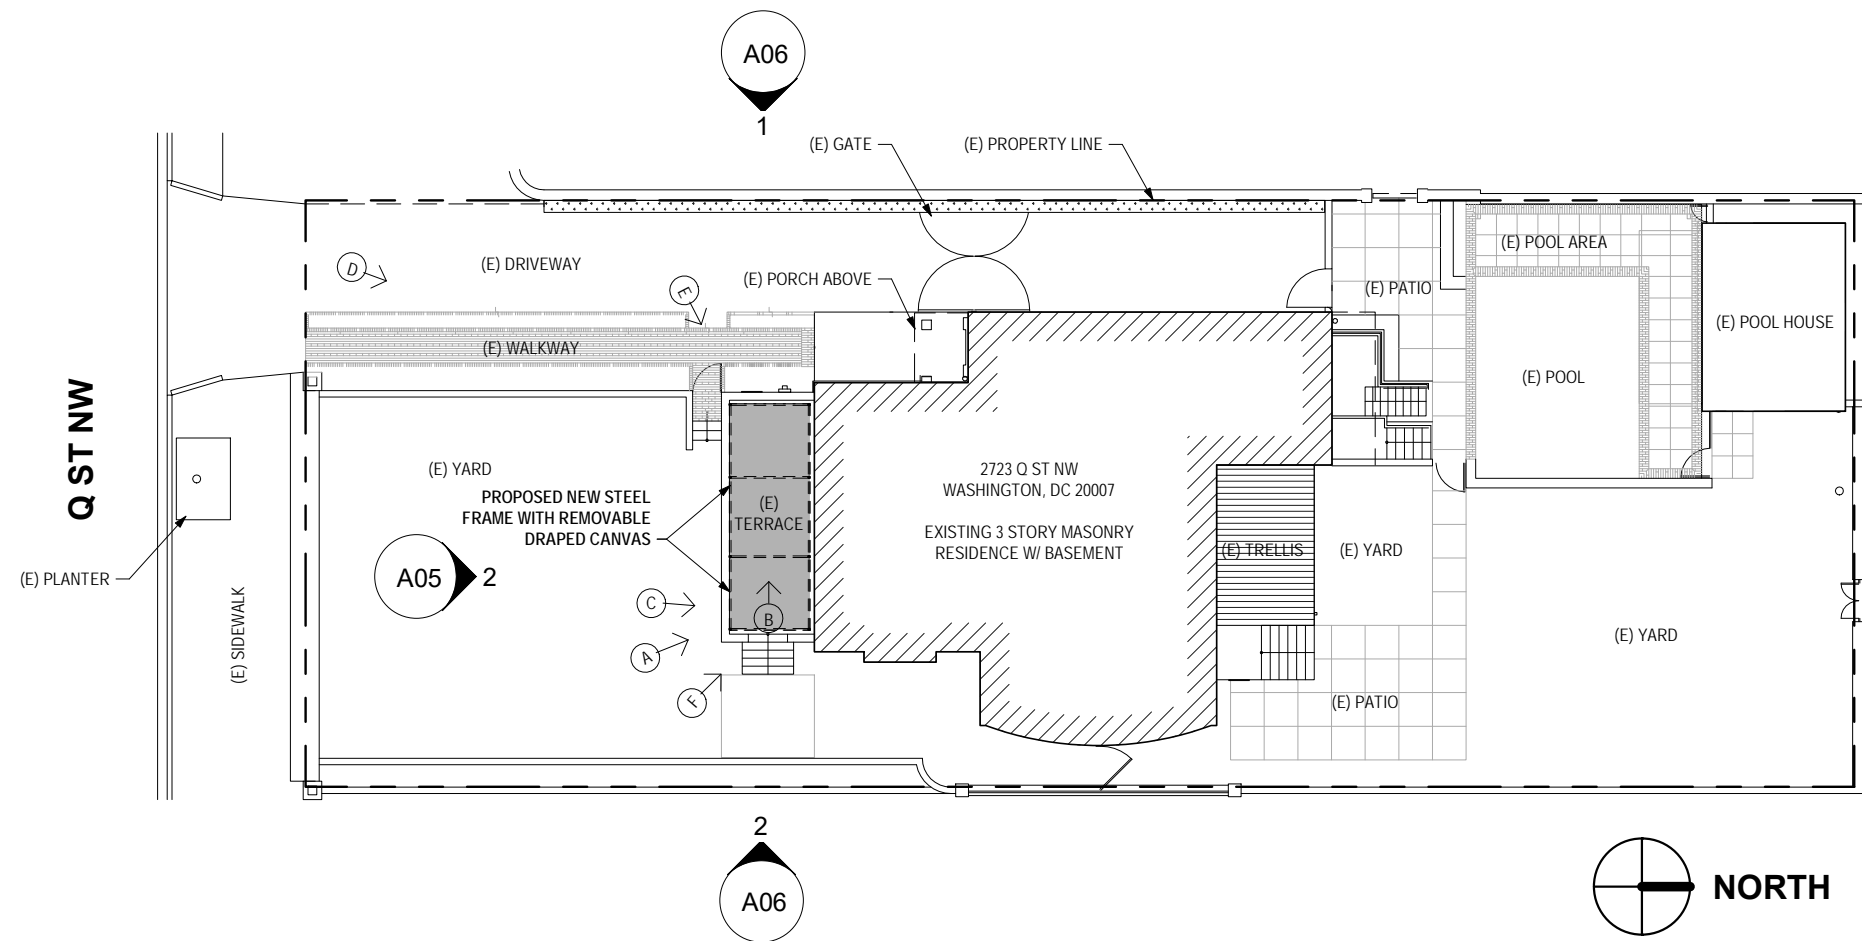 A06
1
(E) GATE
(E) PROPERTY LINE
(E) POOL AREA
D
(E) DRIVEWAY
(E) PORCH ABOVE
E
(E) PATIO
(E) POOL HOUSE
(E) WALKWAY
(E) POOL
Q ST NW
(E) YARD
2723 Q ST NW
WASHINGTON, DC 20007
EXISTING 3 STORY MASONRY
RESIDENCE W/ BASEMENT
PROPOSED NEW STEEL
FRAME WITH REMOVABLE
DRAPED CANVAS
(E)
TERRACE
(E) TRELLIS
(E) YARD
(E) PLANTER
A05
2
(E) SIDEWALK
C
B
A
F
(E) YARD
(E) PATIO
2
A06
NORTH